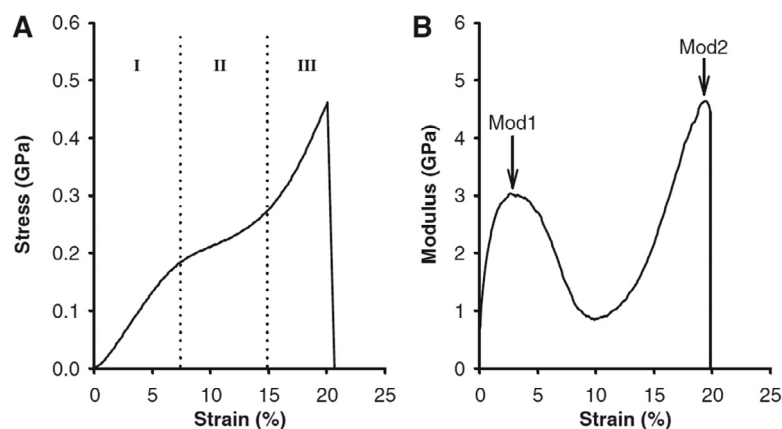 A
Stress (GPa)
0.6
0.5
0.4
0.3
0.2
0.1
0.0
I
II
III
0
5
10
15
20
25
Strain (%)
B
Modulus (GPa)
6
5
4
3
2
1
0
Mod1
Mod2
0
5
10
15
20
25
Strain (%)